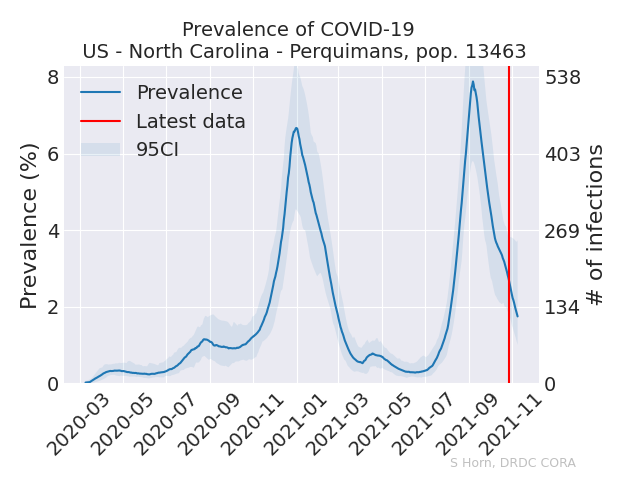 Prevalence of COVID-19
US - North Carolina - Perquimans, pop. 13463
Prevalence
Latest data
95CI
Prevalence (%)
8
6
4
2
0
538
403
269
134
0
# of infections
2020-03
2020-05
2020-07
2020-09
2020-11
2021-01
2021-03
2021-05
2021-07
2021-09
2021-11
S Horn, DRDC CORA